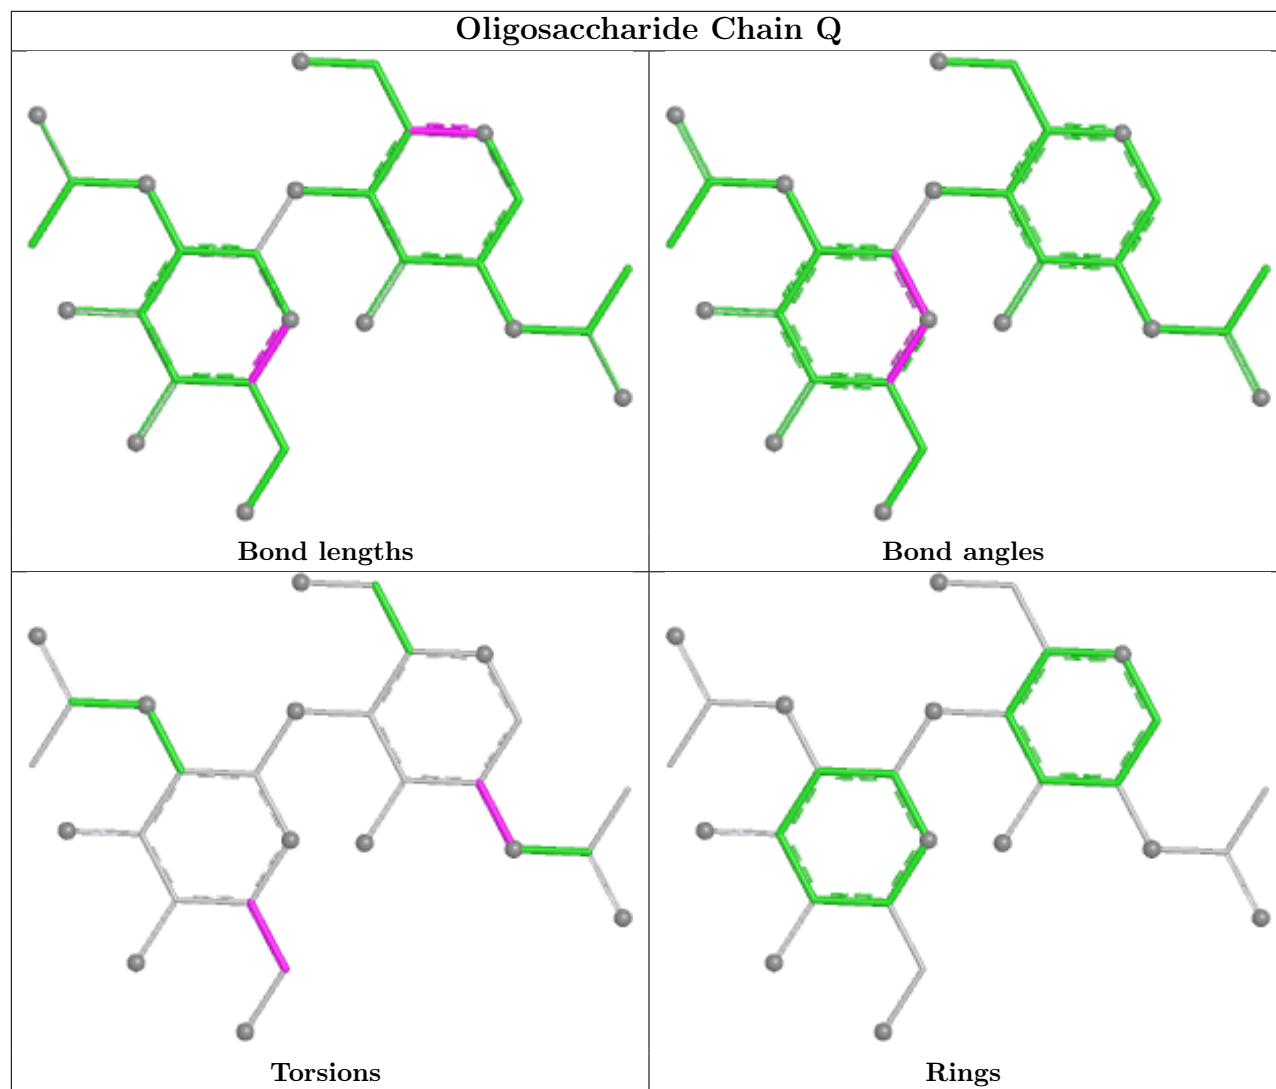 Oligosaccharide Chain Q
Bond lengths
Bond angles
Torsions
Rings